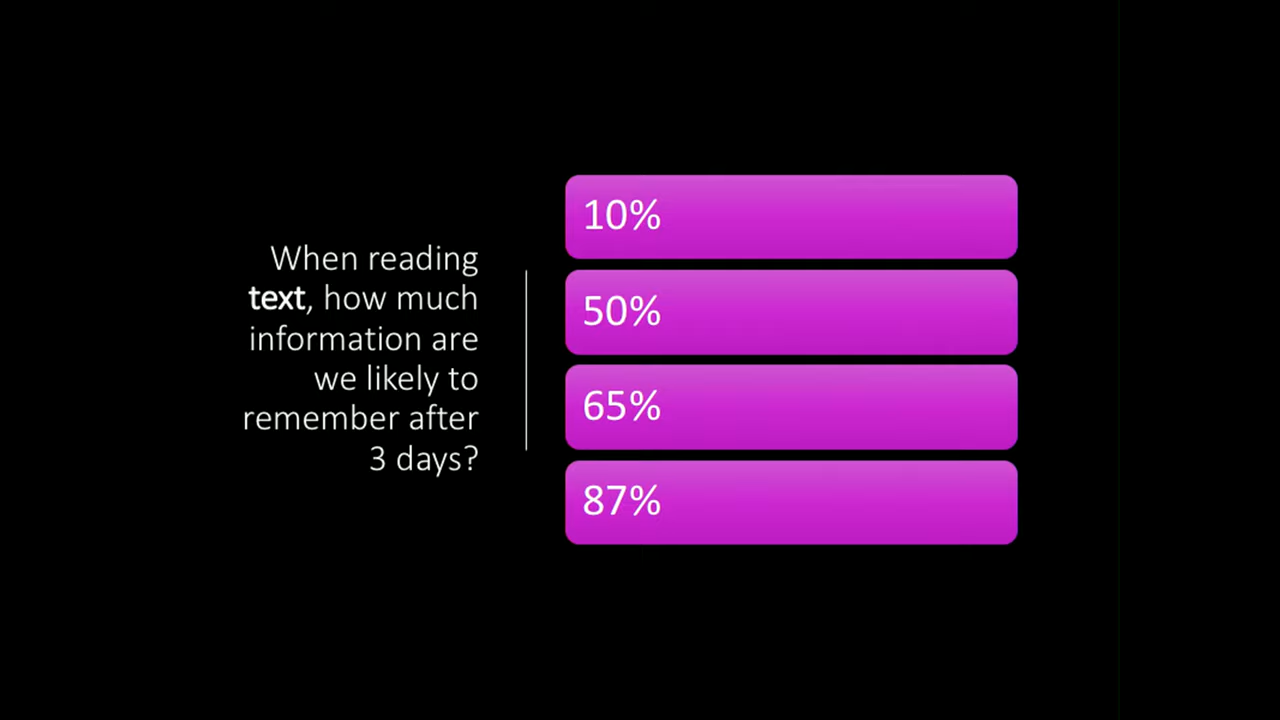 When reading
text, how much
information are
we likely to
remember after
3 days?
10%
50%
65%
87%